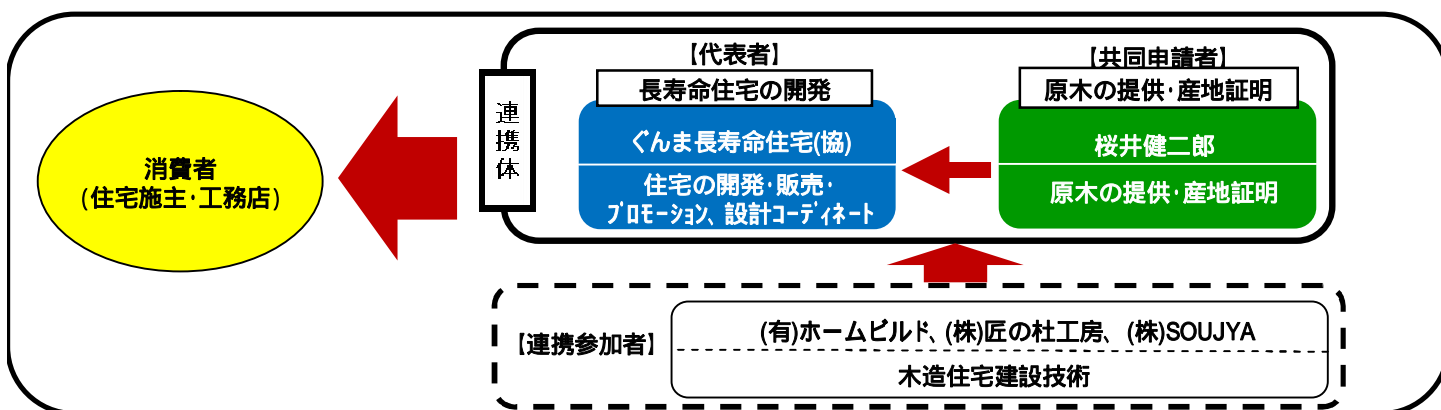 消費者
(住宅施主･工務店)
連携体
【代表者】
長寿命住宅の開発
ぐんま長寿命住宅(協)
住宅の開発･販売･
ﾌﾟﾛﾓｰｼｮﾝ、設計ｺｰﾃﾞｨﾈｰﾄ
【共同申請者】
原木の提供･産地証明
桜井健二郎
原木の提供･産地証明
【連携参加者】
(有)ホームビルド、(株)匠の杜工房、(株)SOUJYA
木造住宅建設技術